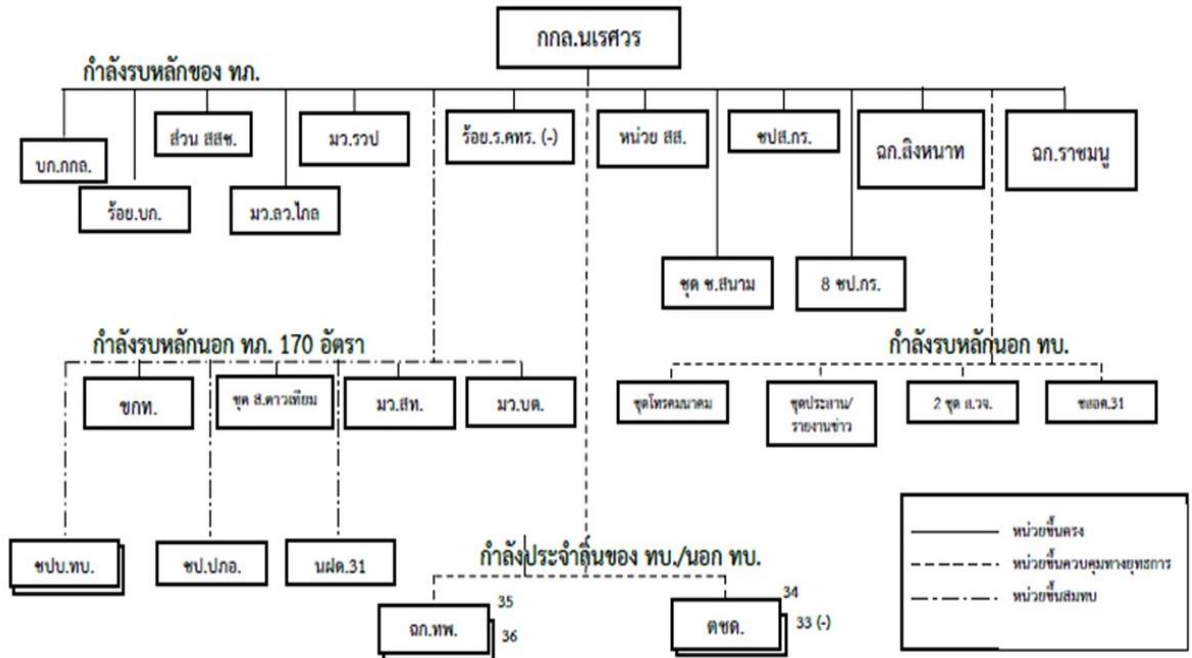 กกล.นเรศวร
กำลังรบหลักของ ทภ.
บก.กกล.
ร้อย.บก.
ส่วน สสช.
มว.ลว.ไกล
มว.รวป
ร้อย.ร.คทร. (-)
หน่วย สส.
ชุด ช.สนาม
ชปส.กร.
8 ชป.กร.
ฉก.สิงหนาท
ฉก.ราชมนู
กำลังรบหลักนอก ทภ. 170 อัตรา
ขกท.
ชุด ส.ดาวเทียม
มว.สท.
มว.บต.
ชปบ.ทบ.
ชป.ปภอ.
นฝต.31
กำลังรบหลักนอก ทบ.
ชุดโทรคมนาคม
ชุดประสาน/
รายงานข่าว
2 ชุด ส.วจ.
ชสอต.31
กำลังประจำถิ่นของ ทบ./นอก ทบ.
ฉก.ทพ.
35
36
ตชด.
34
33 (-)
หน่วยขึ้นตรง
หน่วยขึ้นควบคุมทางยุทธการ
หน่วยขึ้นสมทบ